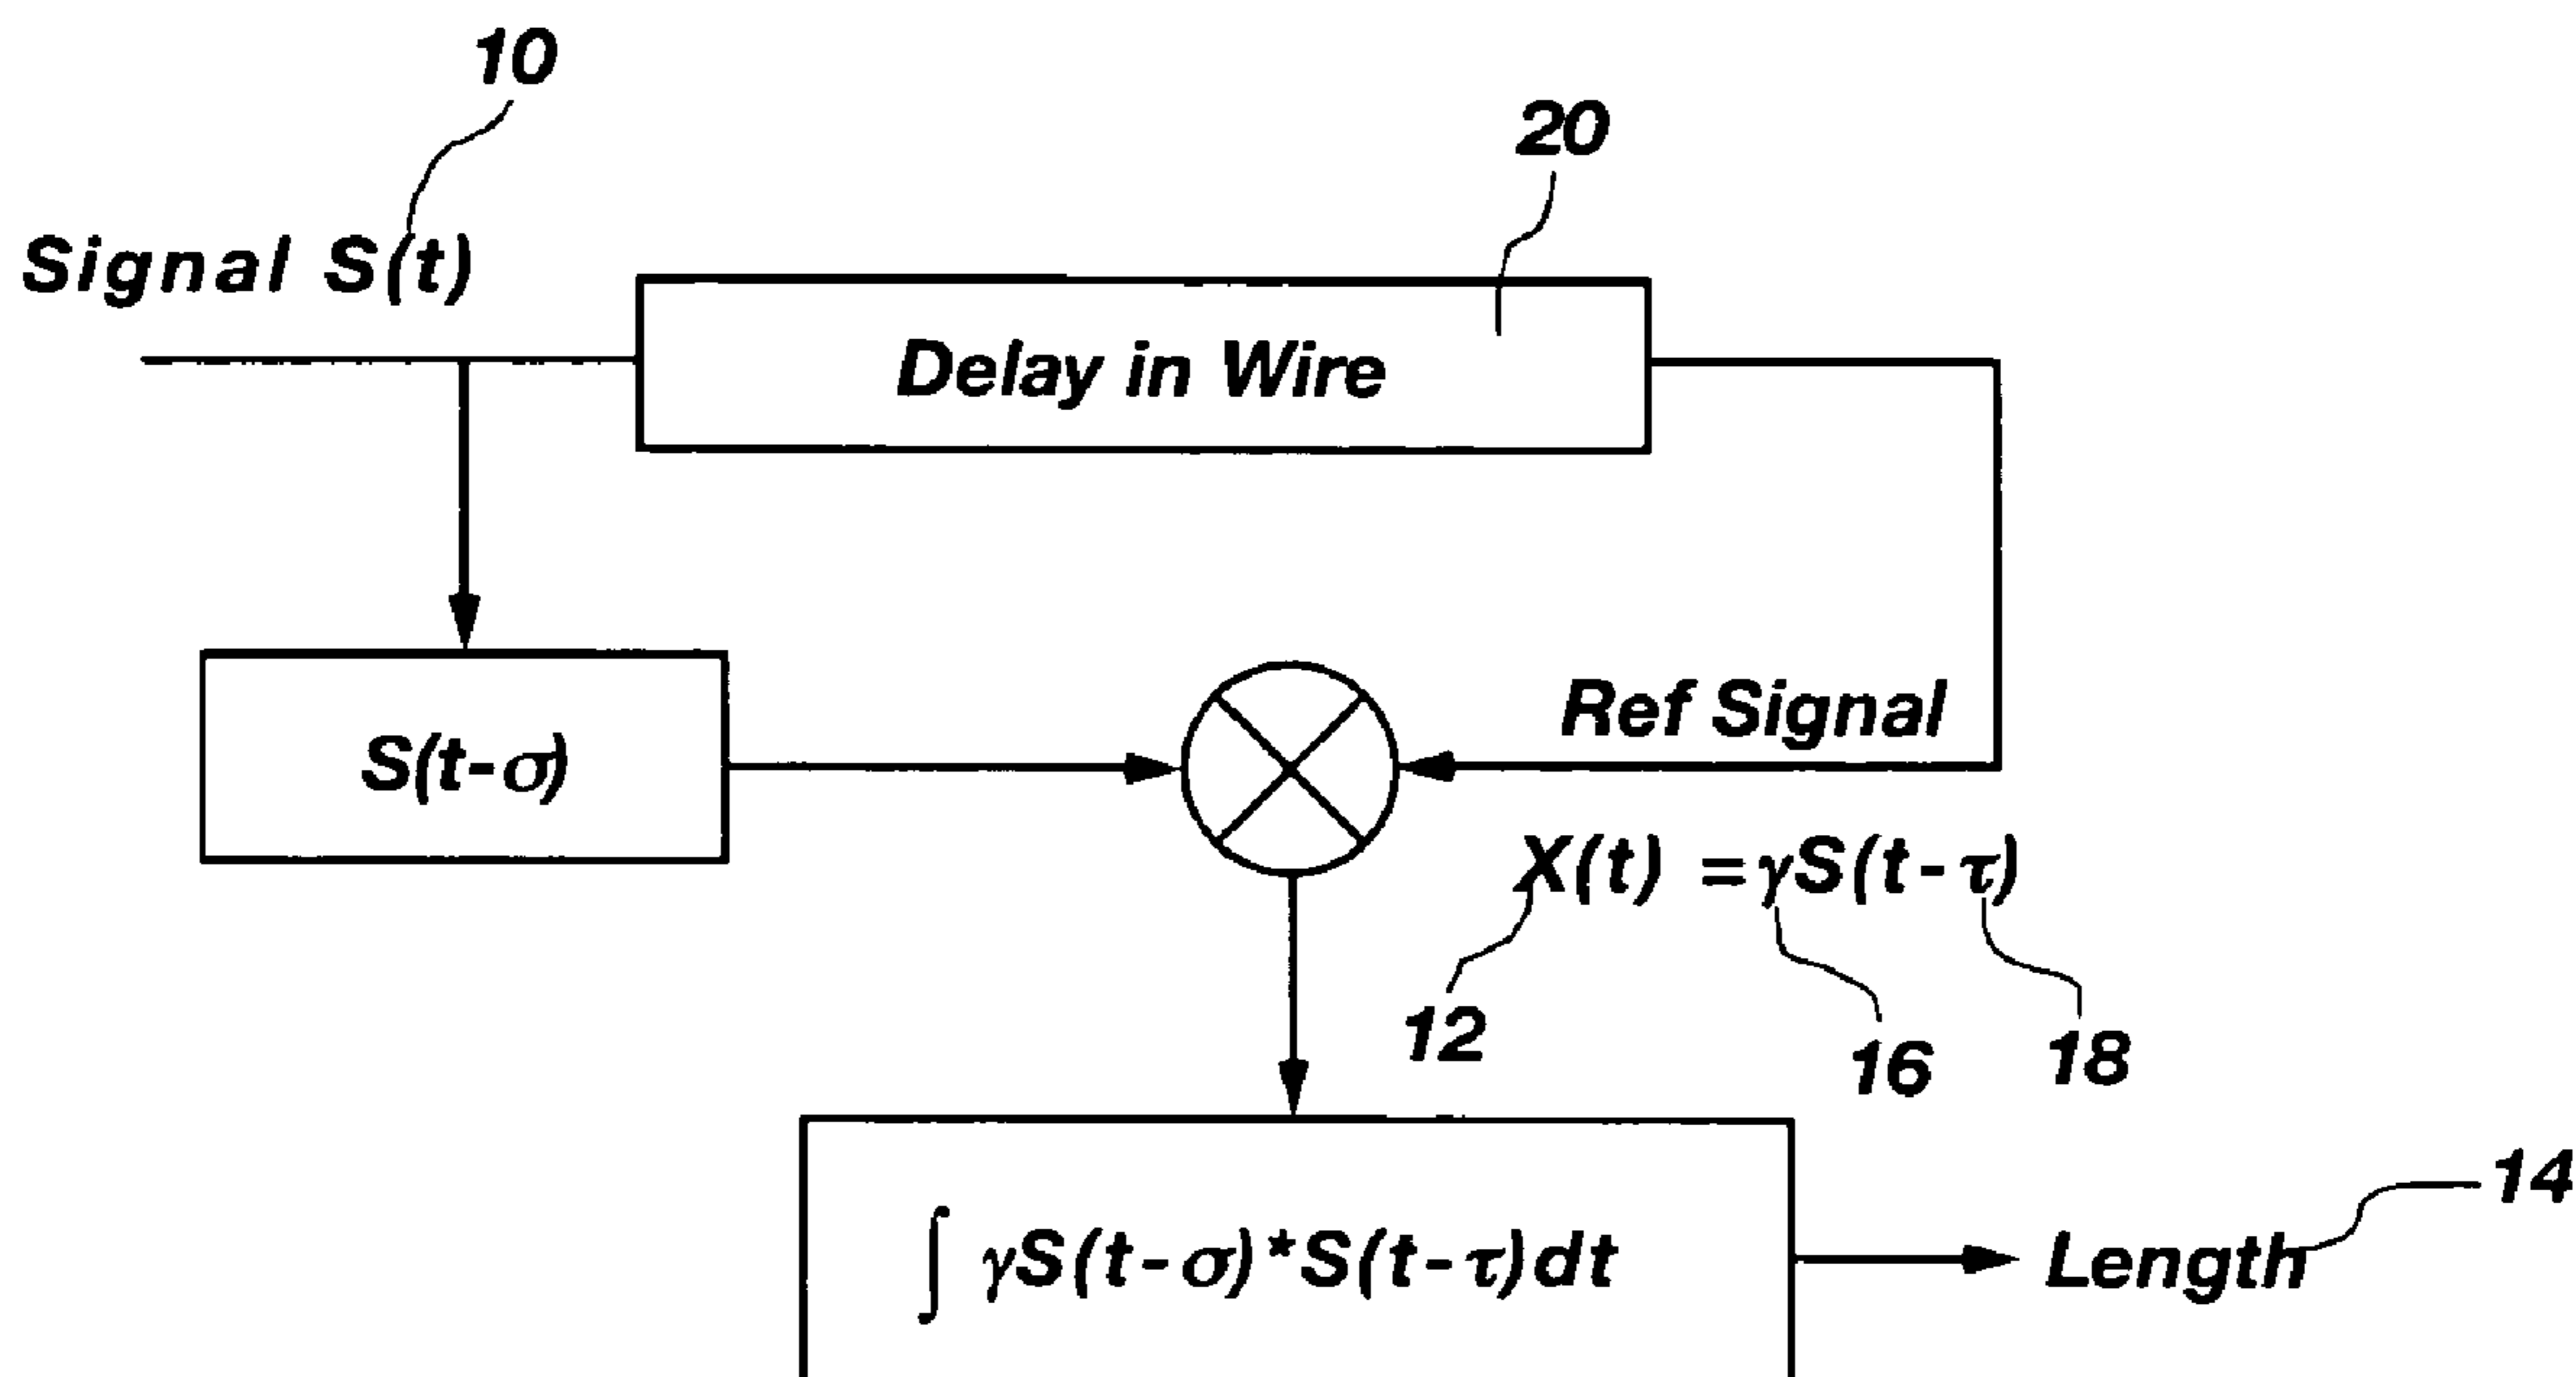 10
20
Signal S(t)
Delay in Wire
Ref Signal
S(t-σ)
X(t) = γS(t-τ)
12
16
18
14
∫ γS(t-σ)*S(t-τ)dt
Length